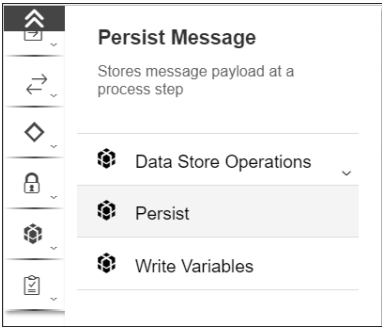 Persist Message
Stores message payload at a
process step
Data Store Operations
Persist
Write Variables